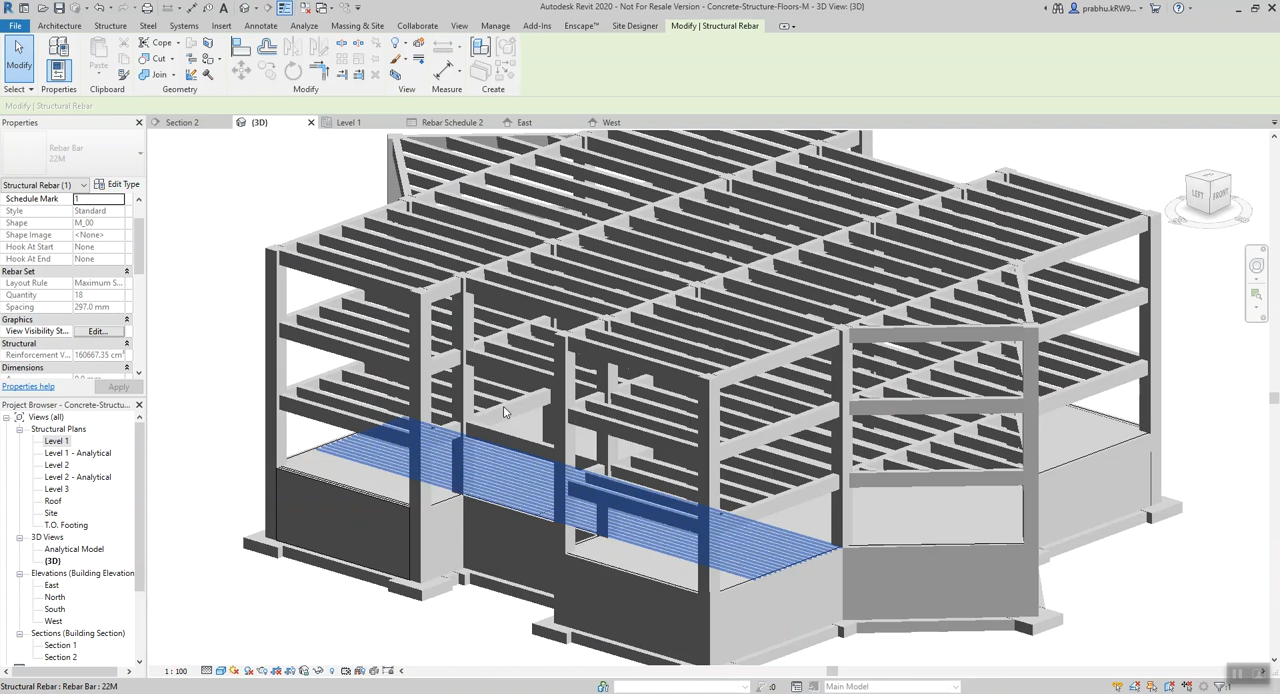 Autodesk Revit 2020 - Not For Resale Version - Concrete-Structure-Floors-M - 3D View: {3D}
prabhu.kRW9...
File Architecture Structure Steel Systems Insert Annotate Analyze Massing & Site Collaborate View Manage Add-Ins Enscape™ Site Designer Modify | Structural Rebar
Modify
Paste
Cope
Cut
Join
Select Properties Clipboard Geometry Modify View Measure Create
Modify | Structural Rebar
Properties
Section 2 {3D} Level 1 Rebar Schedule 2 East West
Rebar Bar
22M
Structural Rebar (1) Edit Type
Schedule Mark 1
Style Standard
Shape M_00
Shape Image <None>
Hook At Start None
Hook At End None
Rebar Set
Layout Rule Maximum S...
Quantity 18
Spacing 297.0 mm
Graphics
View Visibility St... Edit...
Structural
Reinforcement V... 160667.35 cm³
Dimensions
Properties help Apply
Project Browser - Concrete-Structu...
Views (all)
Structural Plans
Level 1
Level 1 - Analytical
Level 2
Level 2 - Analytical
Level 3
Roof
Site
T.O. Footing
3D Views
Analytical Model
{3D}
Elevations (Building Elevation
East
North
South
West
Sections (Building Section)
Section 1
Section 2
LEFT FRONT
1 : 100
Structural Rebar : Rebar Bar : 22M
:0
Main Model